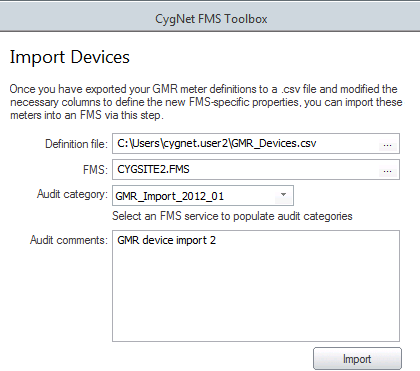 CygNet FMS Toolbox
Import Devices
Once you have exported your GMR meter definitions to a .csv file and modified the
necessary columns to define the new FMS-specific properties, you can import these
meters into an FMS via this step.
Definition file: C:\Users\cygnet.user2\GMR_Devices.csv ...
FMS: CYGSITE2.FMS ...
Audit category: GMR_Import_2012_01
Select an FMS service to populate audit categories
Audit comments: GMR device import 2
Import